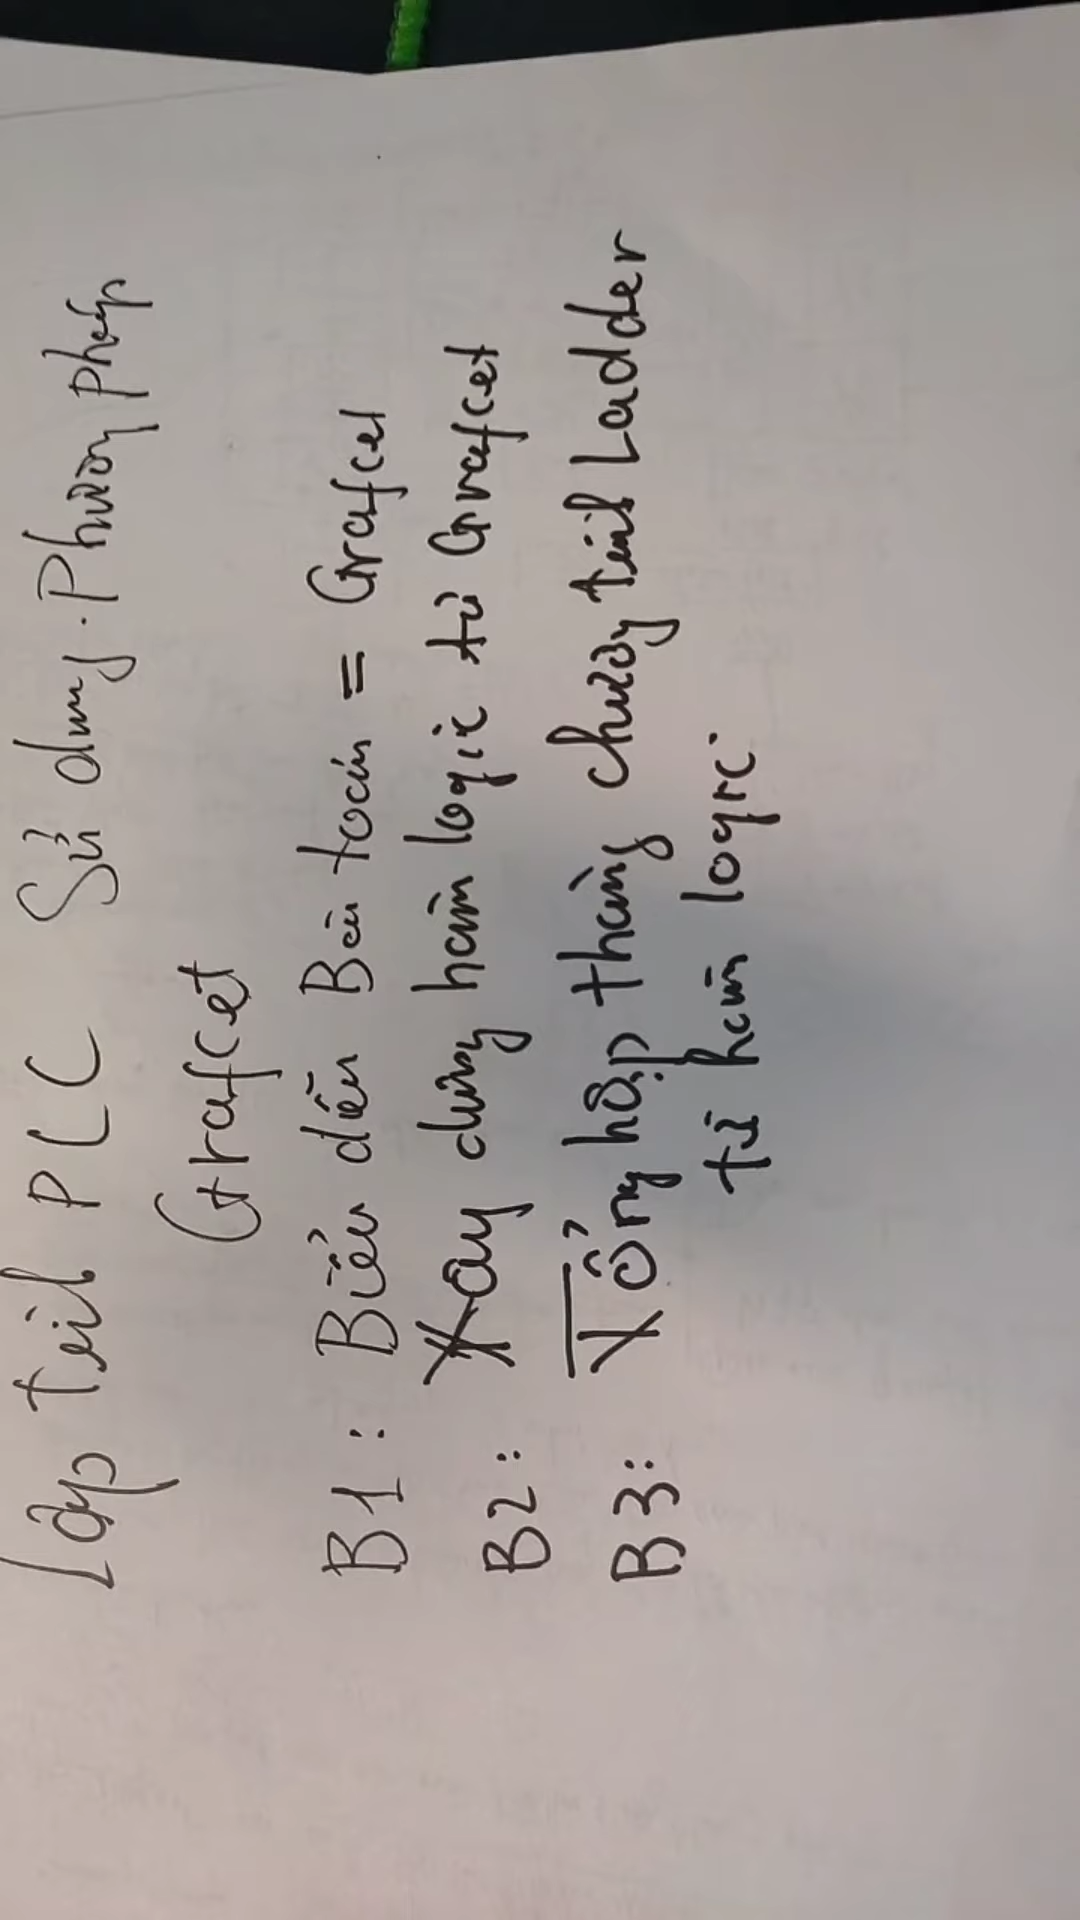 Lập trình PLC Sử dụng Phương pháp
Grafcet
B1: Biểu diễn Bài toán = Grafcet
B2: Xây dựng hàm logic từ Grafcet
B3: Tổng hợp thành chương trình Ladder
từ hàm logic.